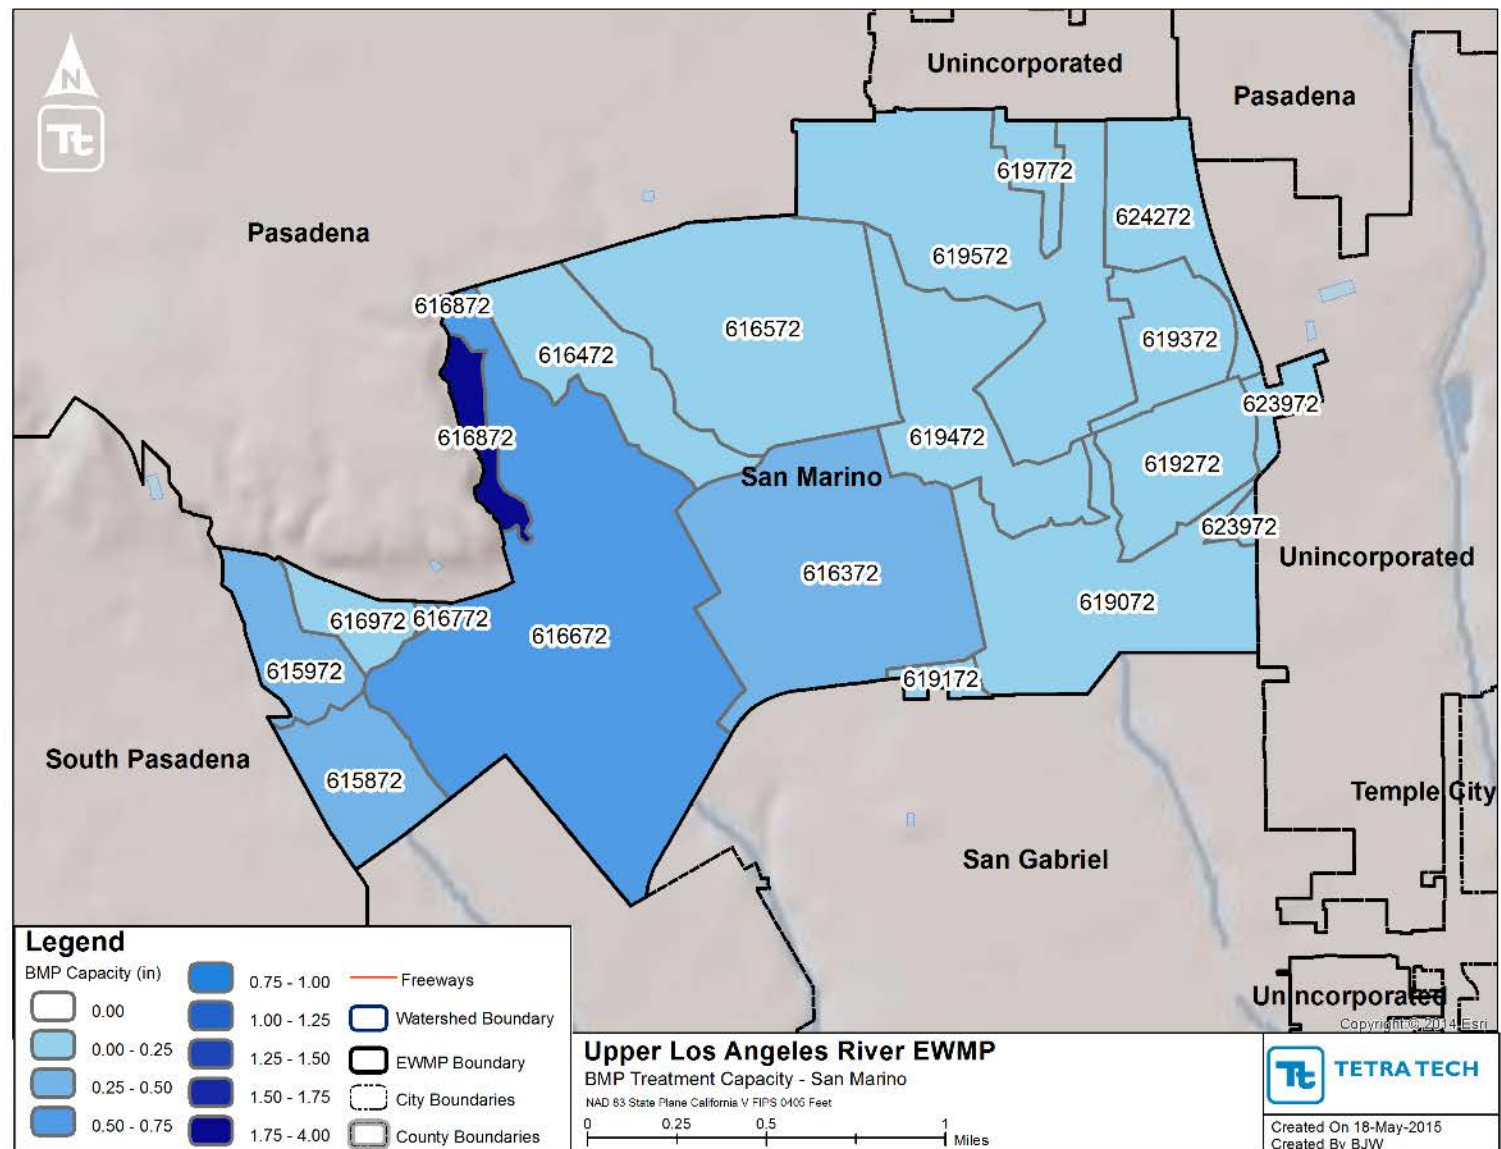 N
Tt
Unincorporated
Pasadena
Pasadena
619772
624272
619572
616872
616572
616472
619372
623972
616872
619472
San Marino
619272
623972
Unincorporated
616372
619072
616972
616772
616672
615972
619172
South Pasadena
615872
Temple City
San Gabriel
Unincorporated
Copyright:© 2014 Esri
Legend
BMP Capacity (in)
0.00
0.00 - 0.25
0.25 - 0.50
0.50 - 0.75
0.75 - 1.00
1.00 - 1.25
1.25 - 1.50
1.50 - 1.75
1.75 - 4.00
Freeways
Watershed Boundary
EWMP Boundary
City Boundaries
County Boundaries
Upper Los Angeles River EWMP
BMP Treatment Capacity - San Marino
NAD 83 State Plane California V FIPS 0405 Feet
0 0.25 0.5 1
Miles
Tt TETRA TECH
Created On 18-May-2015
Created By BJW